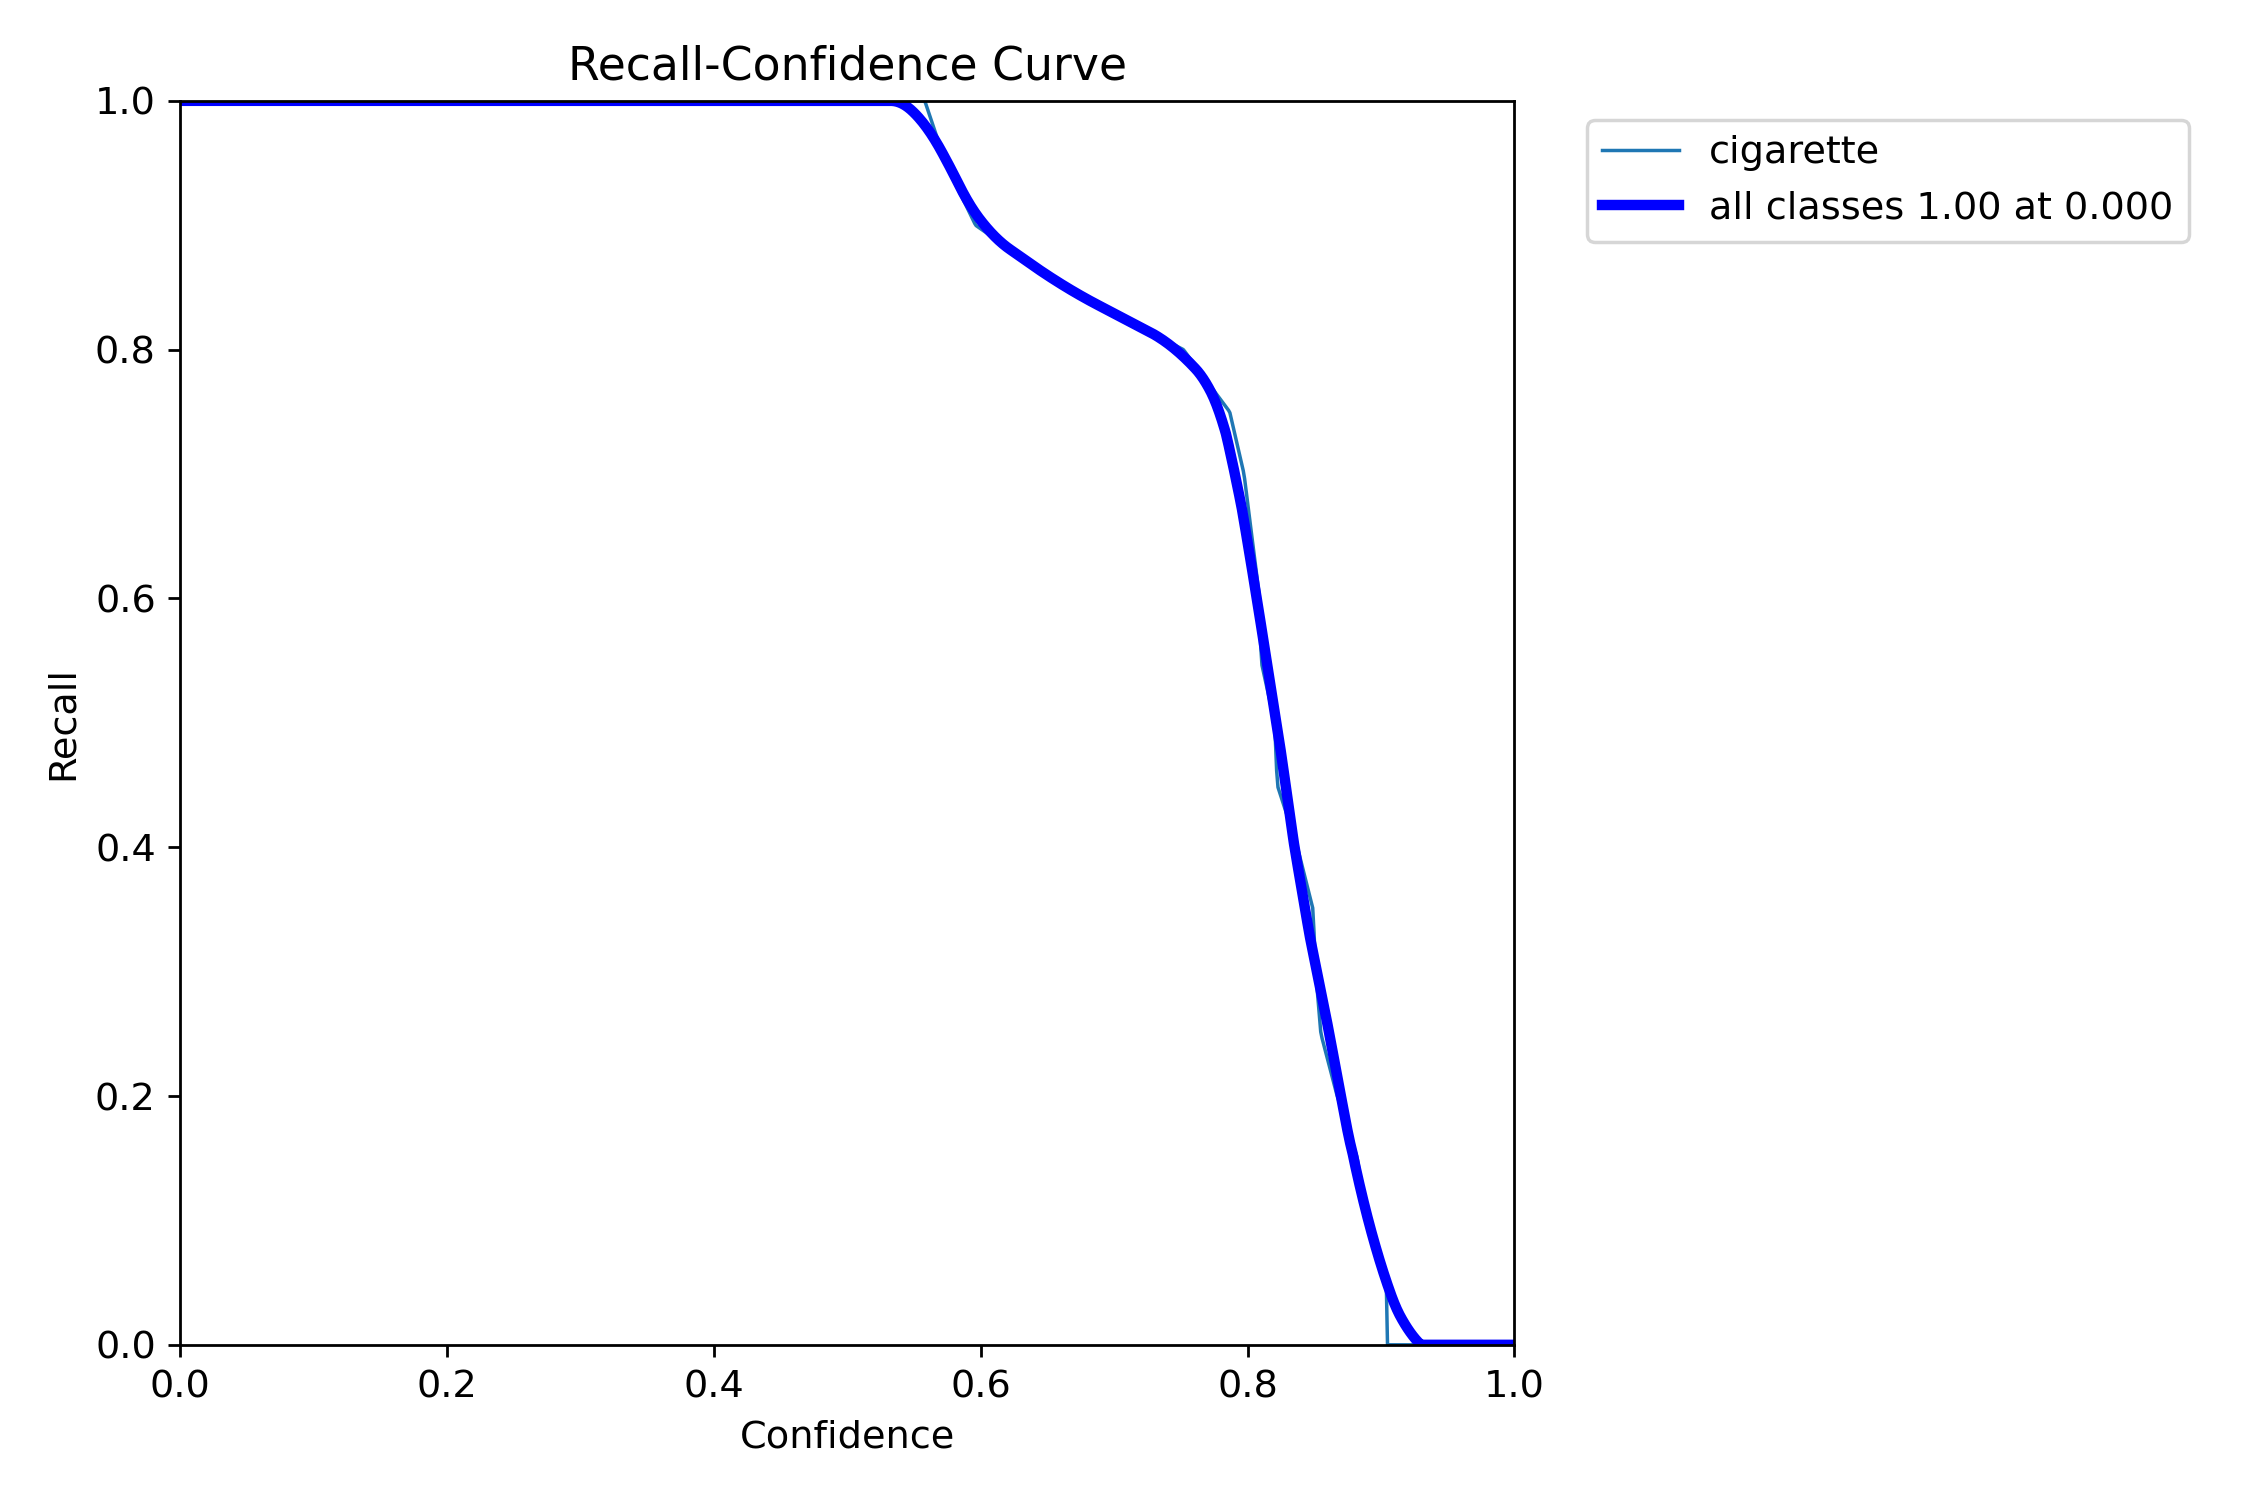 Recall-Confidence Curve
1.0
0.8
0.6
0.4
0.2
0.0
Recall
0.0 0.2 0.4 0.6 0.8 1.0
Confidence
cigarette
all classes 1.00 at 0.000